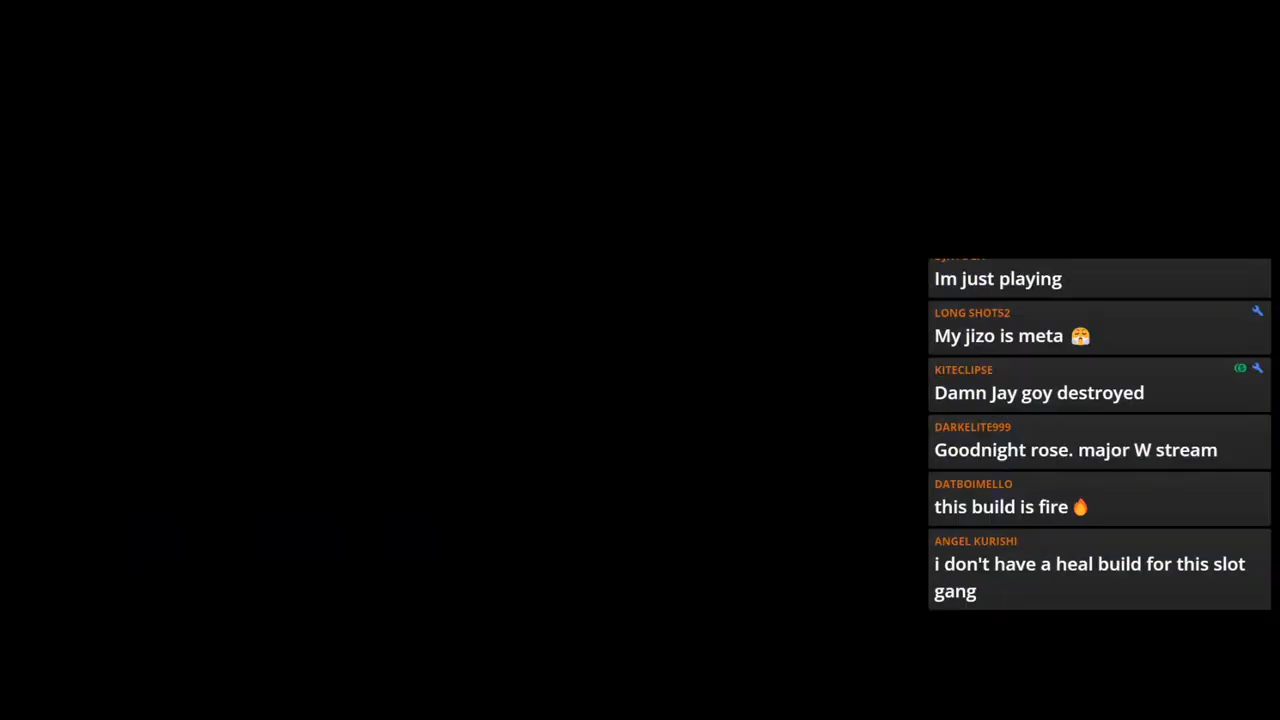 Im just playing
LONG SHOT52
My jizo is meta 😤
KITECLIPSE
Damn Jay goy destroyed
DARKELITE999
Goodnight rose. major W stream
DATBOIMELLO
this build is fire🔥
ANGEL KURISHI
i don't have a heal build for this slot
gang